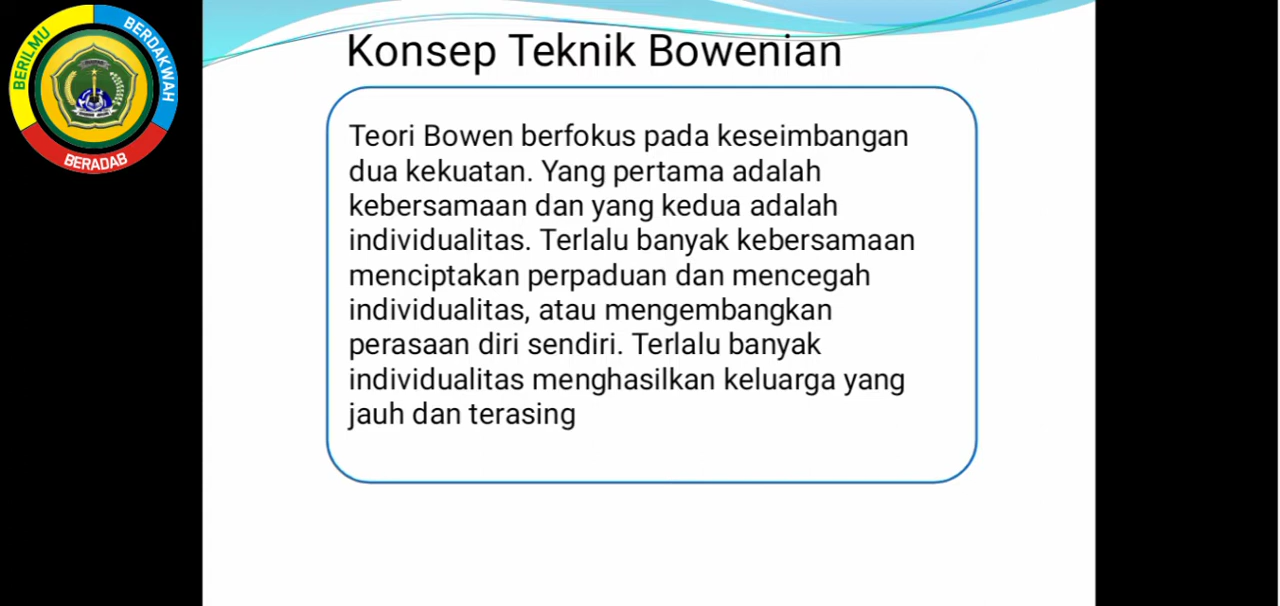 BERILMU
BERDAKWAH
BERADAB
Konsep Teknik Bowenian
Teori Bowen berfokus pada keseimbangan
dua kekuatan. Yang pertama adalah
kebersamaan dan yang kedua adalah
individualitas. Terlalu banyak kebersamaan
menciptakan perpaduan dan mencegah
individualitas, atau mengembangkan
perasaan diri sendiri. Terlalu banyak
individualitas menghasilkan keluarga yang
jauh dan terasing